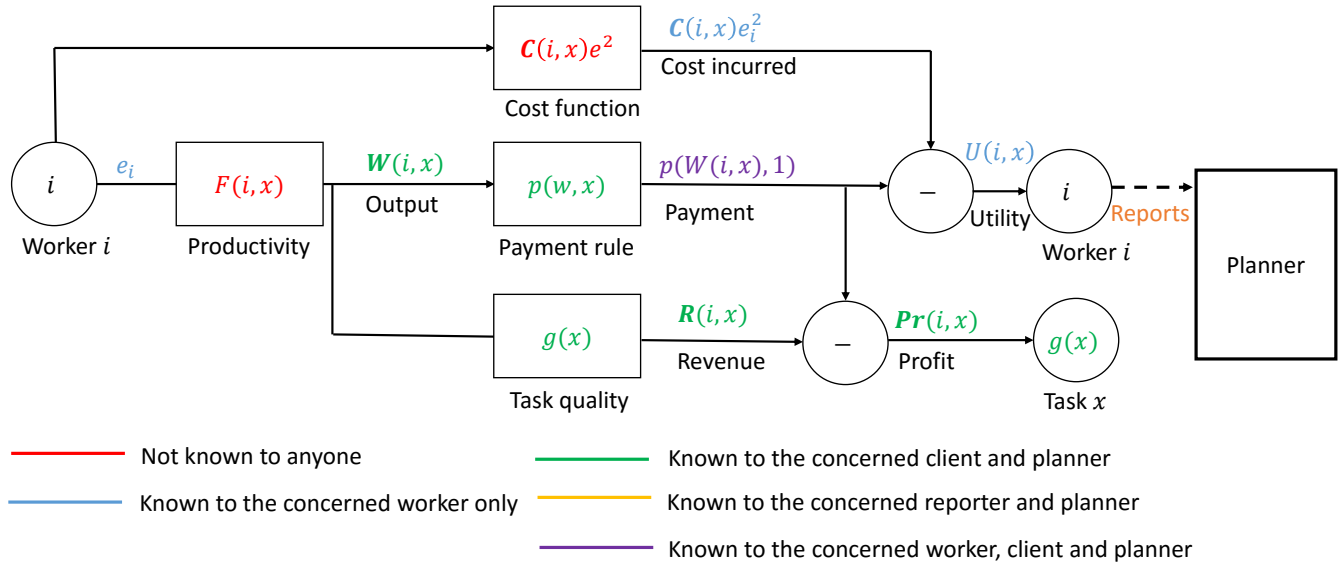 C(i, x)e²
Cost function
C(i, x)eᵢ²
Cost incurred
i
Worker i
eᵢ
F(i, x)
Productivity
W(i, x)
Output
p(w, x)
Payment rule
p(W(i, x), 1)
Payment
−
U(i, x)
Utility
i
Worker i
Reports
Planner
g(x)
Task quality
R(i, x)
Revenue
−
Pr(i, x)
Profit
g(x)
Task x
Not known to anyone
Known to the concerned worker only
Known to the concerned client and planner
Known to the concerned reporter and planner
Known to the concerned worker, client and planner